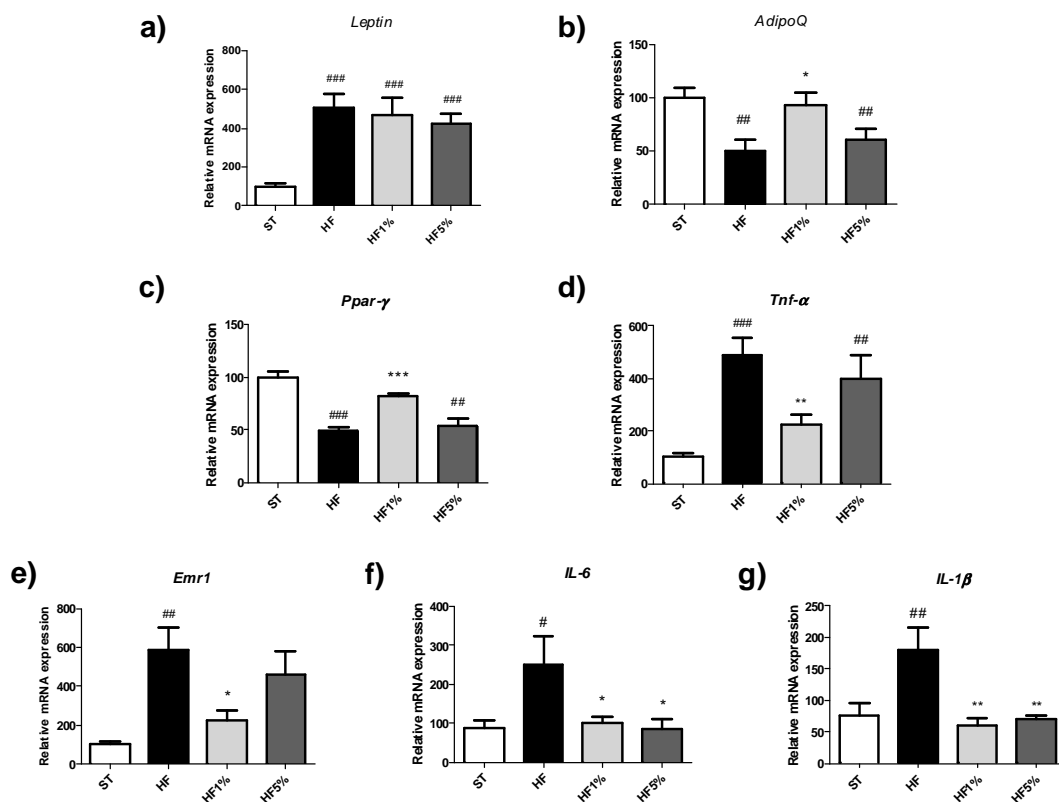 a)
Leptin
Relative mRNA expression
800
600
400
200
0
###
###
###
ST
HF
HF1%
HF5%
b)
AdipoQ
Relative mRNA expression
150
100
50
0
##
*
##
ST
HF
HF1%
HF5%
c)
Ppar-γ
Relative mRNA expression
150
100
50
0
###
***
##
ST
HF
HF1%
HF5%
d)
Tnf-α
Relative mRNA expression
600
400
200
0
###
**
##
ST
HF
HF1%
HF5%
e)
Emr1
Relative mRNA expression
800
600
400
200
0
##
*
ST
HF
HF1%
HF5%
f)
IL-6
Relative mRNA expression
400
300
200
100
0
#
*
*
ST
HF
HF1%
HF5%
g)
IL-1β
Relative mRNA expression
250
200
150
100
50
0
##
**
**
ST
HF
HF1%
HF5%